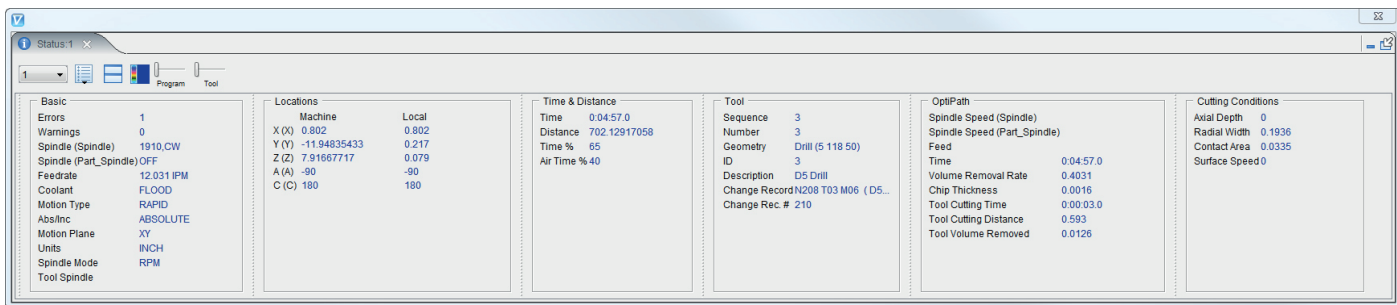 Status:1
1
Program
Tool
Basic
Errors 1
Warnings 0
Spindle (Spindle) 1910,CW
Spindle (Part_Spindle) OFF
Feedrate 12.031 IPM
Coolant FLOOD
Motion Type RAPID
Abs/Inc ABSOLUTE
Motion Plane XY
Units INCH
Spindle Mode RPM
Tool Spindle
Locations
Machine Local
X (X) 0.802 0.802
Y (Y) -11.94835433 0.217
Z (Z) 7.91667717 0.079
A (A) -90 -90
C (C) 180 180
Time & Distance
Time 0:04:57.0
Distance 702.12917058
Time % 65
Air Time % 40
Tool
Sequence 3
Number 3
Geometry Drill (5 118 50)
ID 3
Description D5 Drill
Change Record N208 T03 M06 ( D5...
Change Rec. # 210
OptiPath
Spindle Speed (Spindle)
Spindle Speed (Part_Spindle)
Feed
Time 0:04:57.0
Volume Removal Rate 0.4031
Chip Thickness 0.0016
Tool Cutting Time 0:00:03.0
Tool Cutting Distance 0.593
Tool Volume Removed 0.0126
Cutting Conditions
Axial Depth 0
Radial Width 0.1936
Contact Area 0.0335
Surface Speed 0